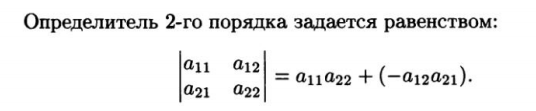 Определитель 2-го порядка задается равенством:
|a₁₁ a₁₂|
|a₂₁ a₂₂| = a₁₁a₂₂ + (−a₁₂a₂₁).